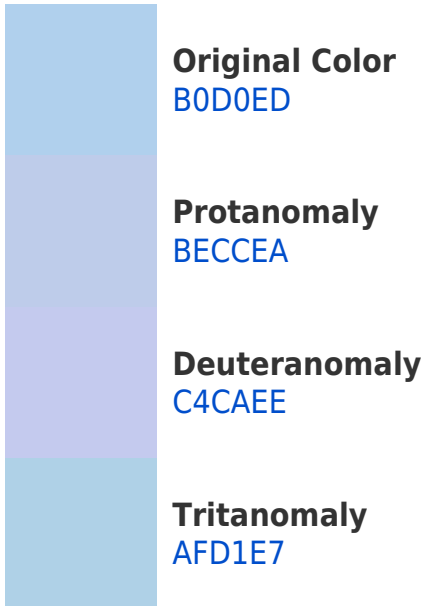 Original Color
B0D0ED
Protanomaly
BECCEA
Deuteranomaly
C4CAEE
Tritanomaly
AFD1E7